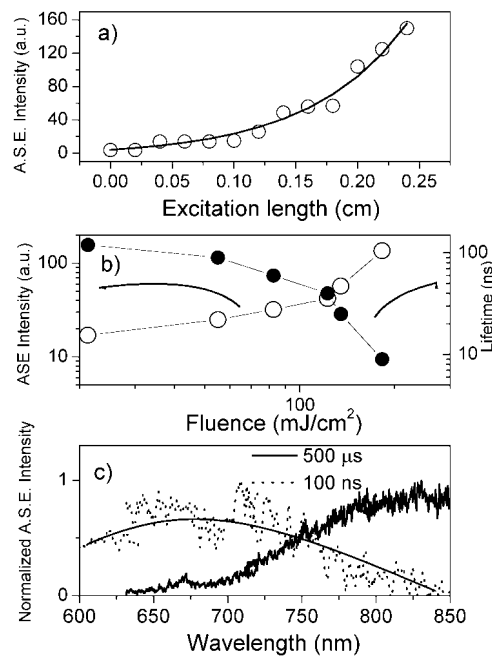 a)
A.S.E. Intensity (a.u.)
160
120
80
40
0
0.00 0.05 0.10 0.15 0.20 0.25
Excitation length (cm)
b)
ASE Intensity (a.u.)
100
10
100
10
Lifetime (ns)
100
Fluence (mJ/cm²)
c)
Normalized A.S.E. Intensity
1
0
500 µs
100 ns
600 650 700 750 800 850
Wavelength (nm)